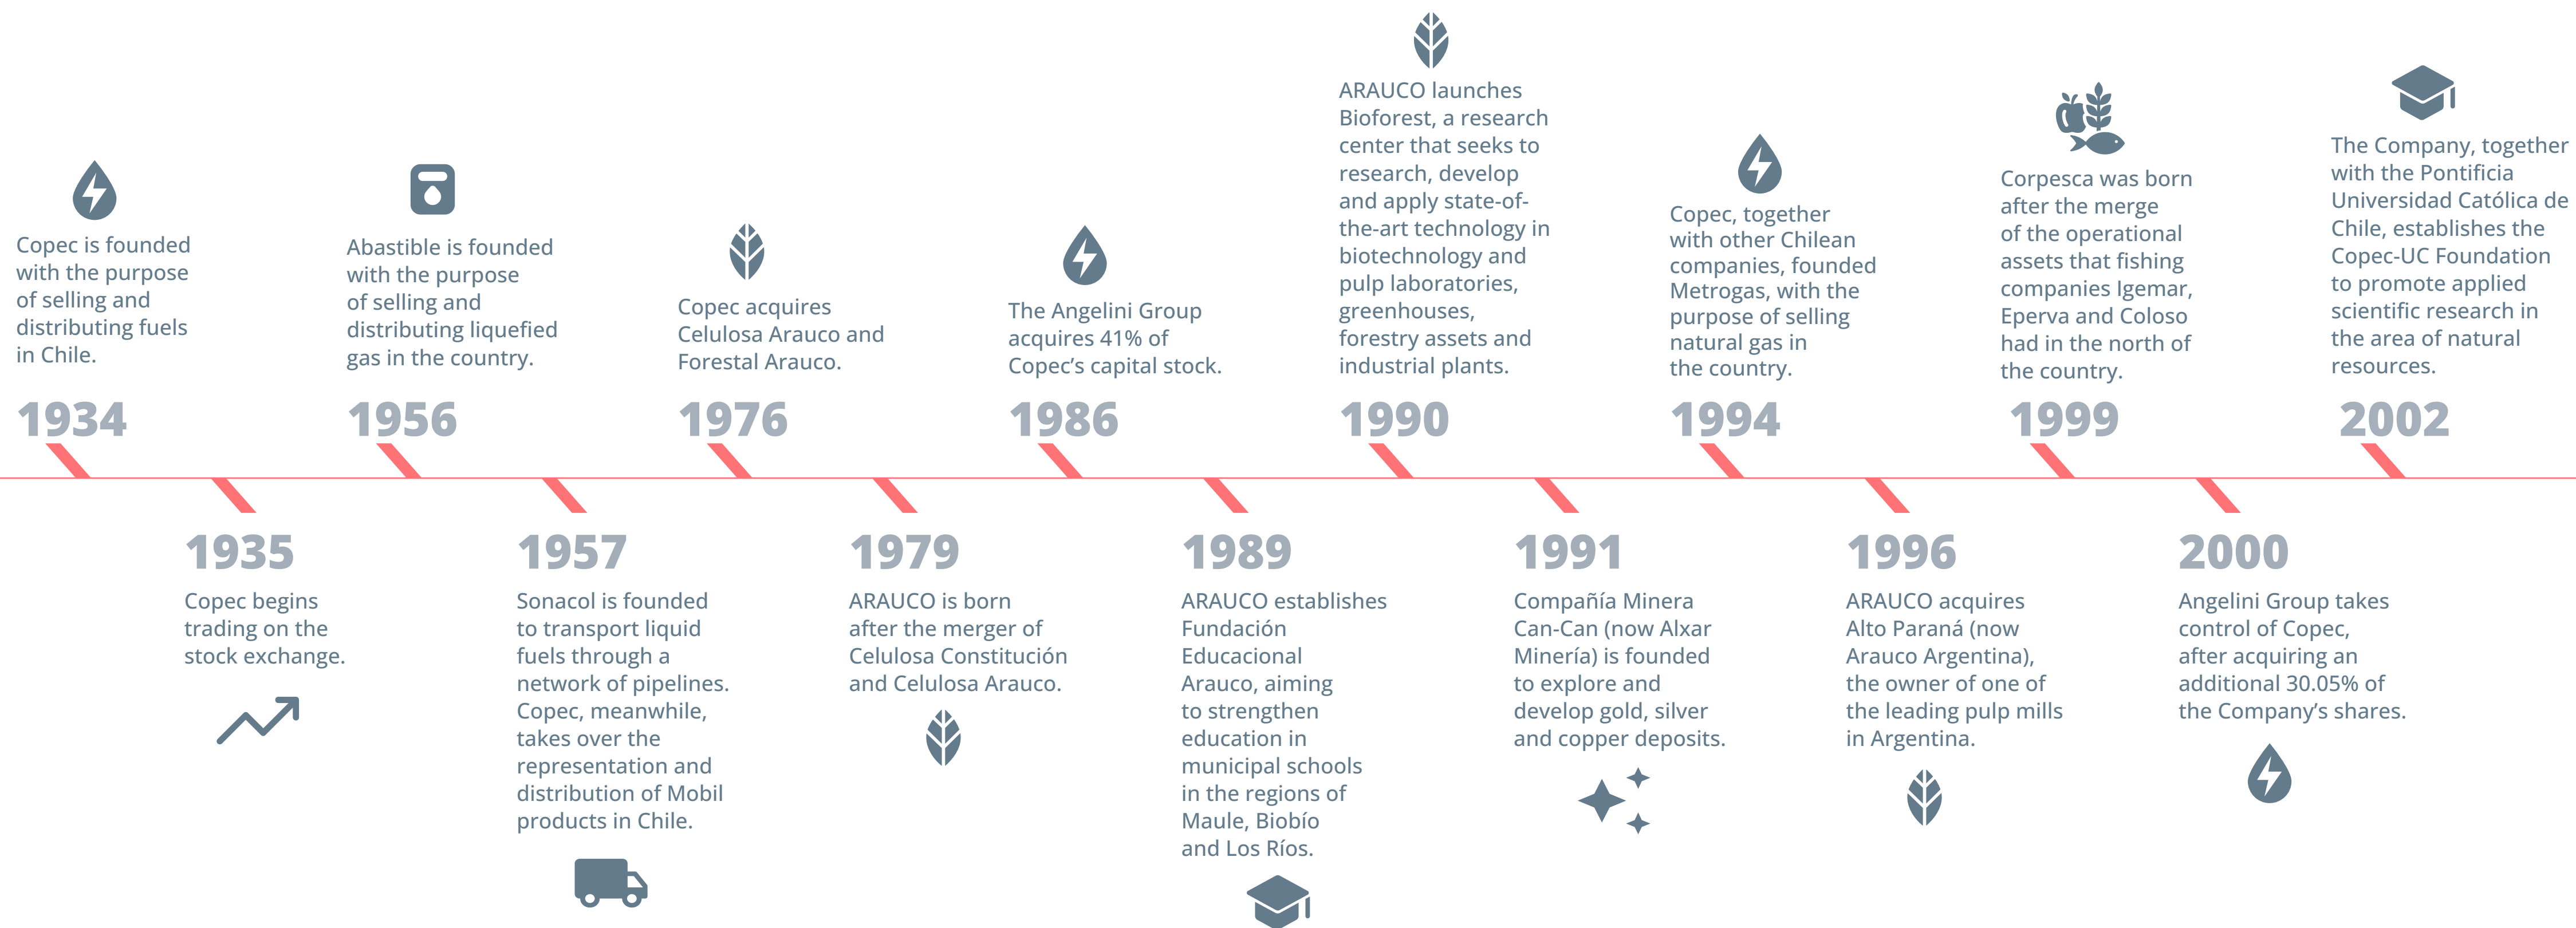 Copec is founded
with the purpose
of selling and
distributing fuels
in Chile.
1934
1935
Copec begins
trading on the
stock exchange.
Abastible is founded
with the purpose
of selling and
distributing liquefied
gas in the country.
1956
1957
Sonacol is founded
to transport liquid
fuels through a
network of pipelines.
Copec, meanwhile,
takes over the
representation and
distribution of Mobil
products in Chile.
Copec acquires
Celulosa Arauco and
Forestal Arauco.
1976
1979
ARAUCO is born
after the merger of
Celulosa Constitución
and Celulosa Arauco.
The Angelini Group
acquires 41% of
Copec’s capital stock.
1986
1989
ARAUCO establishes
Fundación
Educacional
Arauco, aiming
to strengthen
education in
municipal schools
in the regions of
Maule, Biobío
and Los Ríos.
ARAUCO launches
Bioforest, a research
center that seeks to
research, develop
and apply state-of-
the-art technology in
biotechnology and
pulp laboratories,
greenhouses,
forestry assets and
industrial plants.
1990
1991
Compañía Minera
Can-Can (now Alxar
Minería) is founded
to explore and
develop gold, silver
and copper deposits.
Copec, together
with other Chilean
companies, founded
Metrogas, with the
purpose of selling
natural gas in
the country.
1994
1996
ARAUCO acquires
Alto Paraná (now
Arauco Argentina),
the owner of one of
the leading pulp mills
in Argentina.
Corpesca was born
after the merge
of the operational
assets that fishing
companies Igemar,
Eperva and Coloso
had in the north of
the country.
1999
2000
Angelini Group takes
control of Copec,
after acquiring an
additional 30.05% of
the Company’s shares.
The Company, together
with the Pontificia
Universidad Católica de
Chile, establishes the
Copec-UC Foundation
to promote applied
scientific research in
the area of natural
resources.
2002